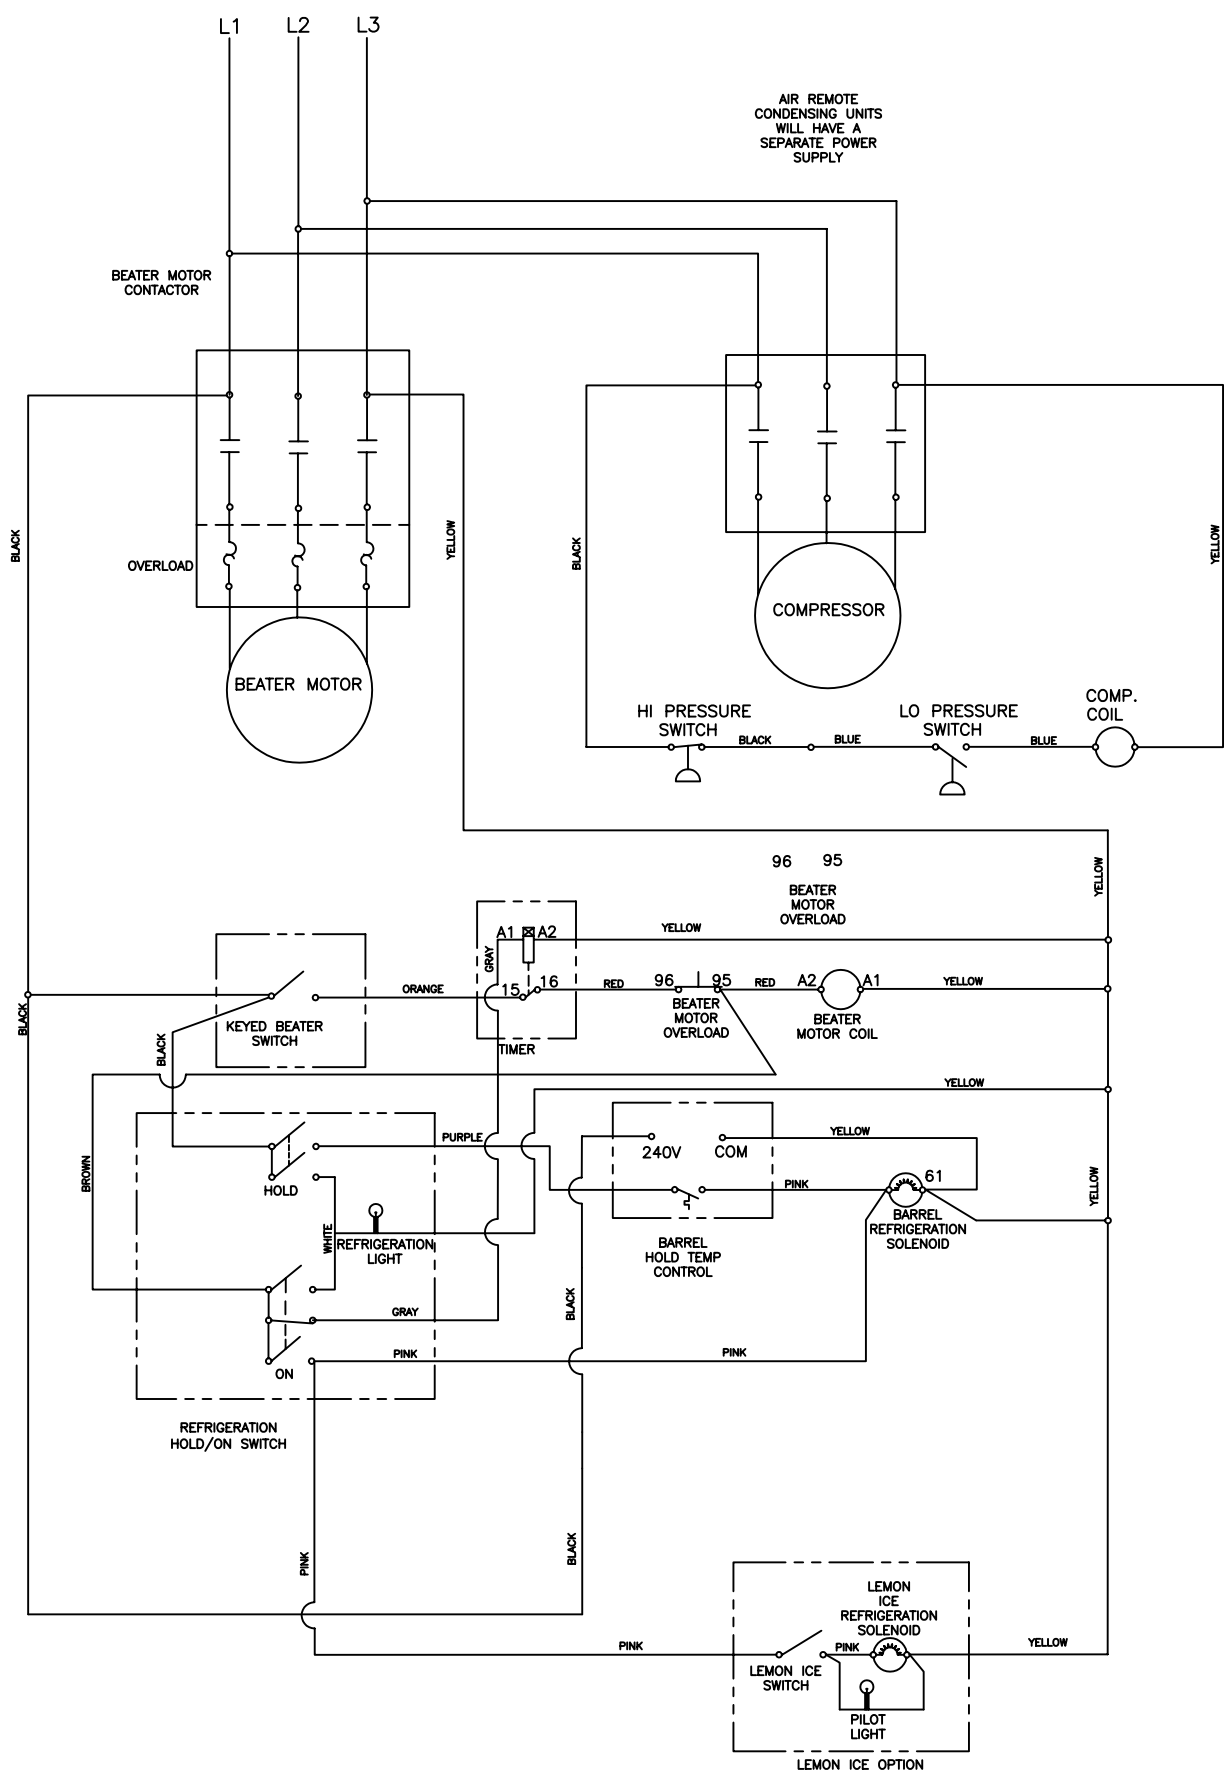 L1 L2 L3
AIR REMOTE
CONDENSING UNITS
WILL HAVE A
SEPARATE POWER
SUPPLY
BEATER MOTOR
CONTACTOR
BLACK
OVERLOAD
YELLOW
BLACK
YELLOW
BEATER MOTOR
COMPRESSOR
HI PRESSURE
SWITCH
BLACK
BLUE
LO PRESSURE
SWITCH
BLUE
COMP.
COIL
96 95
BEATER
MOTOR
OVERLOAD
YELLOW
A1 A2
YELLOW
GRAY
BLACK
KEYED BEATER
SWITCH
ORANGE
15 16
TIMER
RED
96 95
BEATER
MOTOR
OVERLOAD
RED
A2 A1
BEATER
MOTOR COIL
YELLOW
BLACK
YELLOW
BROWN
HOLD
PURPLE
240V COM
YELLOW
PINK
61
BARREL
REFRIGERATION
SOLENOID
YELLOW
WHITE
REFRIGERATION
LIGHT
BARREL
HOLD TEMP
CONTROL
GRAY
BLACK
ON
PINK
PINK
REFRIGERATION
HOLD/ON SWITCH
PINK
BLACK
LEMON
ICE
REFRIGERATION
SOLENOID
PINK
LEMON ICE
SWITCH
PINK
YELLOW
PILOT
LIGHT
LEMON ICE OPTION